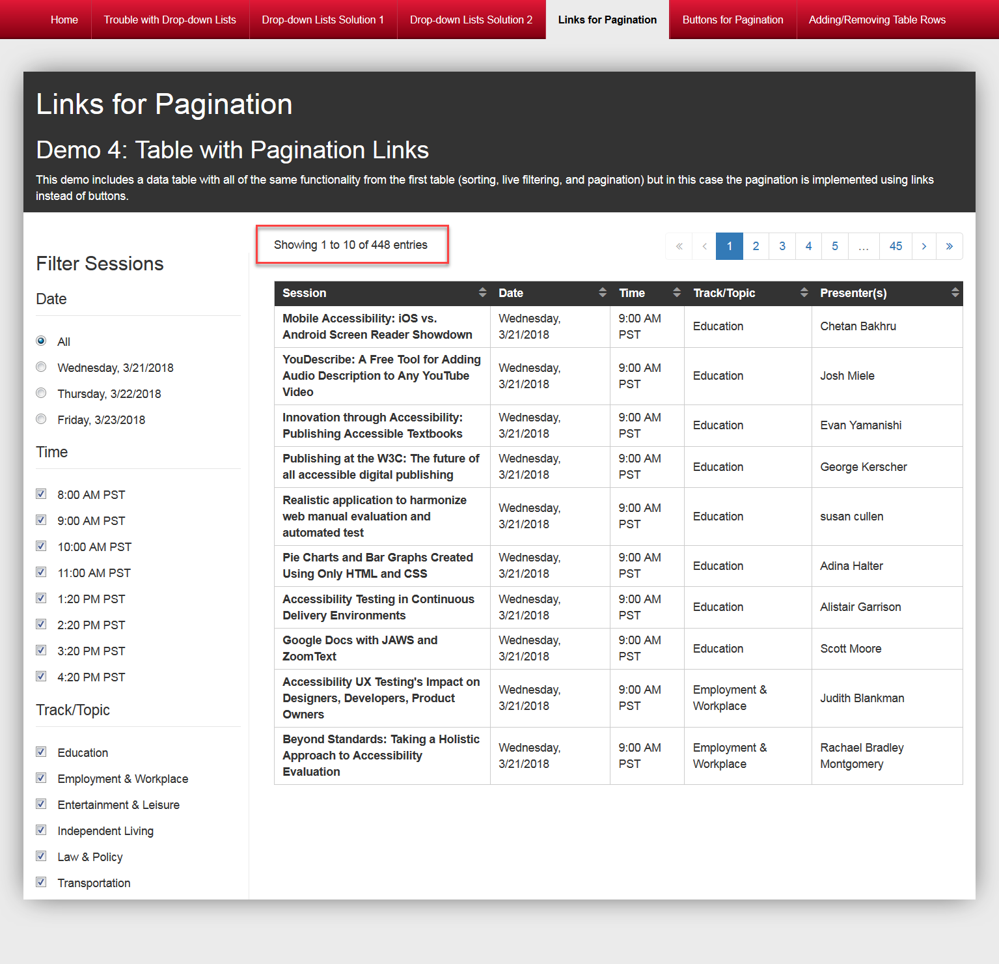 Home
Trouble with Drop-down Lists
Drop-down Lists Solution 1
Drop-down Lists Solution 2
Links for Pagination
Buttons for Pagination
Adding/Removing Table Rows
Links for Pagination
Demo 4: Table with Pagination Links
This demo includes a data table with all of the same functionality from the first table (sorting, live filtering, and pagination) but in this case the pagination is implemented using links
instead of buttons.
Filter Sessions
Date
All
Wednesday, 3/21/2018
Thursday, 3/22/2018
Friday, 3/23/2018
Time
8:00 AM PST
9:00 AM PST
10:00 AM PST
11:00 AM PST
1:20 PM PST
2:20 PM PST
3:20 PM PST
4:20 PM PST
Track/Topic
Education
Employment & Workplace
Entertainment & Leisure
Independent Living
Law & Policy
Transportation
Showing 1 to 10 of 448 entries
« ‹ 1 2 3 4 5 … 45 › »
Session Date Time Track/Topic Presenter(s)
Mobile Accessibility: iOS vs.
Android Screen Reader Showdown
Wednesday,
3/21/2018
9:00 AM
PST
Education
Chetan Bakhru
YouDescribe: A Free Tool for Adding
Audio Description to Any YouTube
Video
Wednesday,
3/21/2018
9:00 AM
PST
Education
Josh Miele
Innovation through Accessibility:
Publishing Accessible Textbooks
Wednesday,
3/21/2018
9:00 AM
PST
Education
Evan Yamanishi
Publishing at the W3C: The future of
all accessible digital publishing
Wednesday,
3/21/2018
9:00 AM
PST
Education
George Kerscher
Realistic application to harmonize
web manual evaluation and
automated test
Wednesday,
3/21/2018
9:00 AM
PST
Education
susan cullen
Pie Charts and Bar Graphs Created
Using Only HTML and CSS
Wednesday,
3/21/2018
9:00 AM
PST
Education
Adina Halter
Accessibility Testing in Continuous
Delivery Environments
Wednesday,
3/21/2018
9:00 AM
PST
Education
Alistair Garrison
Google Docs with JAWS and
ZoomText
Wednesday,
3/21/2018
9:00 AM
PST
Education
Scott Moore
Accessibility UX Testing's Impact on
Designers, Developers, Product
Owners
Wednesday,
3/21/2018
9:00 AM
PST
Employment &
Workplace
Judith Blankman
Beyond Standards: Taking a Holistic
Approach to Accessibility
Evaluation
Wednesday,
3/21/2018
9:00 AM
PST
Employment &
Workplace
Rachael Bradley
Montgomery